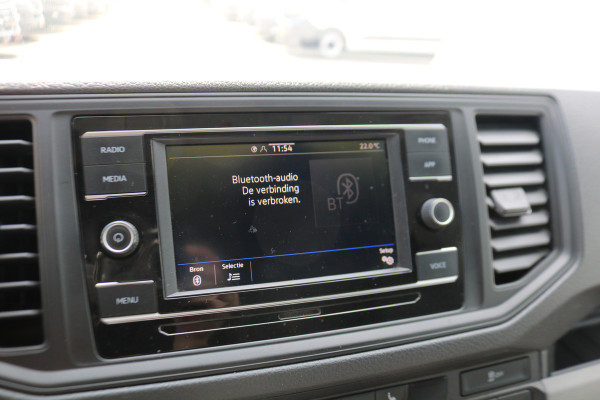 11:54
22.0 °C
RADIO
MEDIA
MENU
PHONE
APP
VOICE
Bluetooth-audio
De verbinding
is verbroken.
BT
Bron
Selectie
Setup